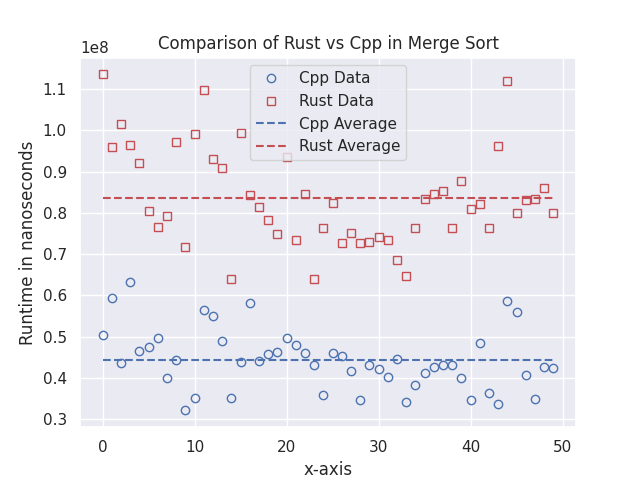 Comparison of Rust vs Cpp in Merge Sort
1e8
Cpp Data
Rust Data
Cpp Average
Rust Average
1.1
1.0
0.9
0.8
0.7
0.6
0.5
0.4
0.3
Runtime in nanoseconds
0 10 20 30 40 50
x-axis